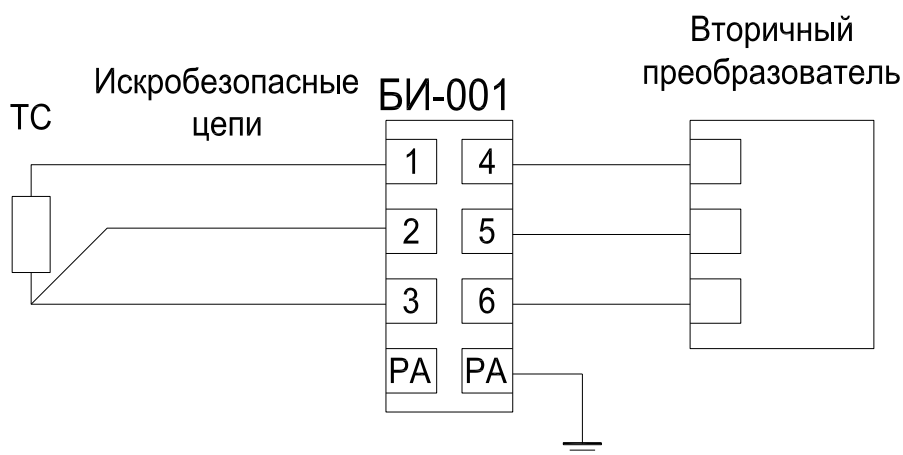 Вторичный
преобразователь
Искробезопасные
цепи
БИ-001
ТС
1 4
2 5
3 6
PA PA